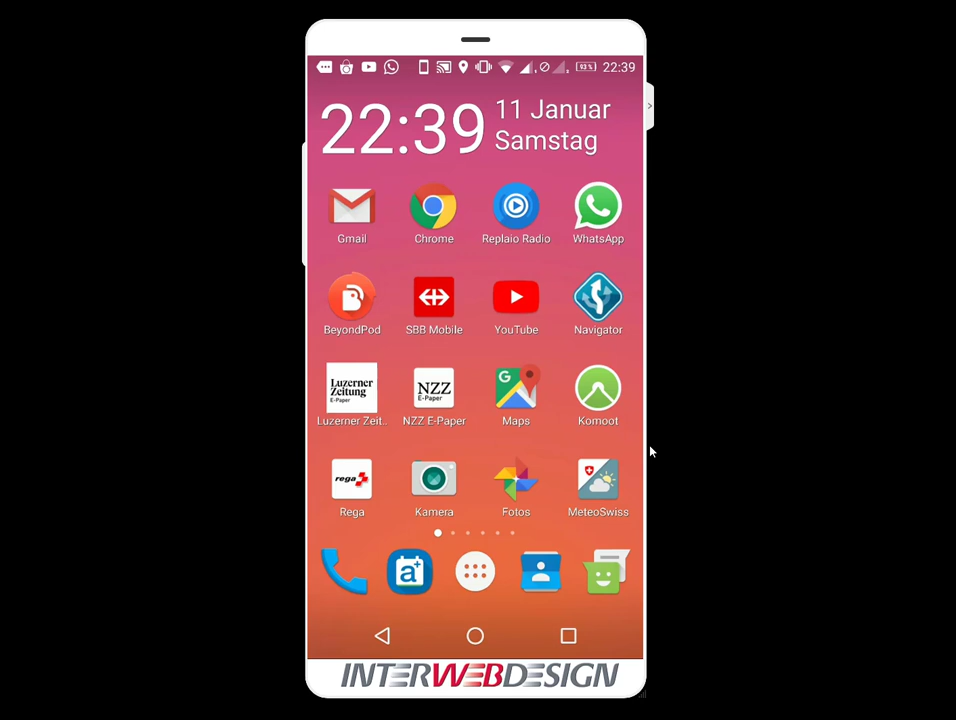 93 % 22:39
22:39
11 Januar
Samstag
Gmail Chrome Replaio Radio WhatsApp
BeyondPod SBB Mobile YouTube Navigator
Luzerner
Zeitung
E-Paper
NZZ
E-Paper
G
Luzerner Zeit.. NZZ E-Paper Maps Komoot
rega
Rega Kamera Fotos MeteoSwiss
a+
INTERWEBDESIGN